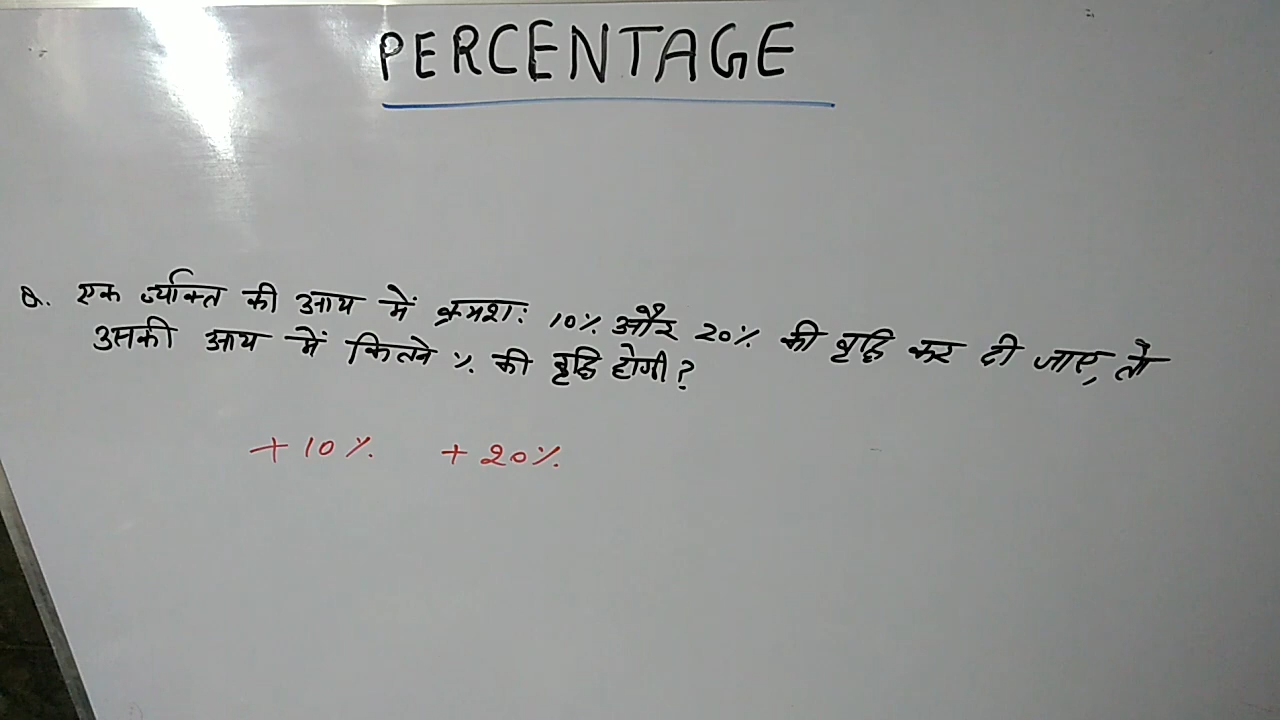 PERCENTAGE
Q. एक व्यक्ति की आय में क्रमशः 10% और 20% की वृद्धि कर दी जाए, तो
उसकी आय में कितने % की वृद्धि होगी?
+10% +20%